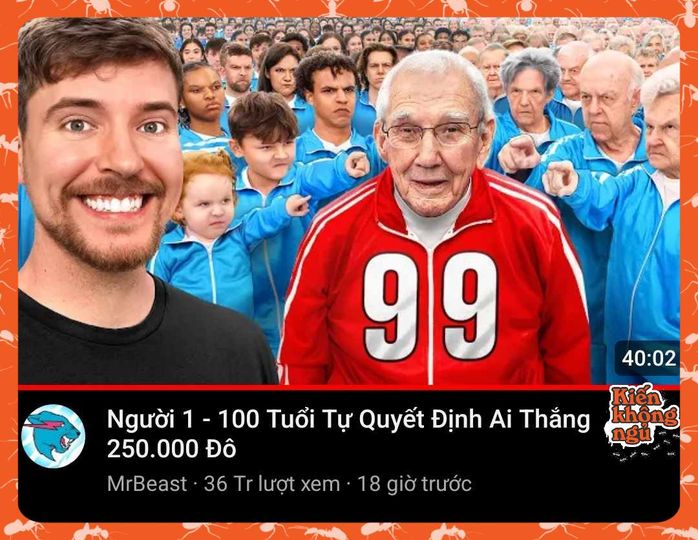 99
40:02
Người 1 - 100 Tuổi Tự Quyết Định Ai Thắng
250.000 Đô
MrBeast · 36 Tr lượt xem · 18 giờ trước
Kiến
không
ngủ